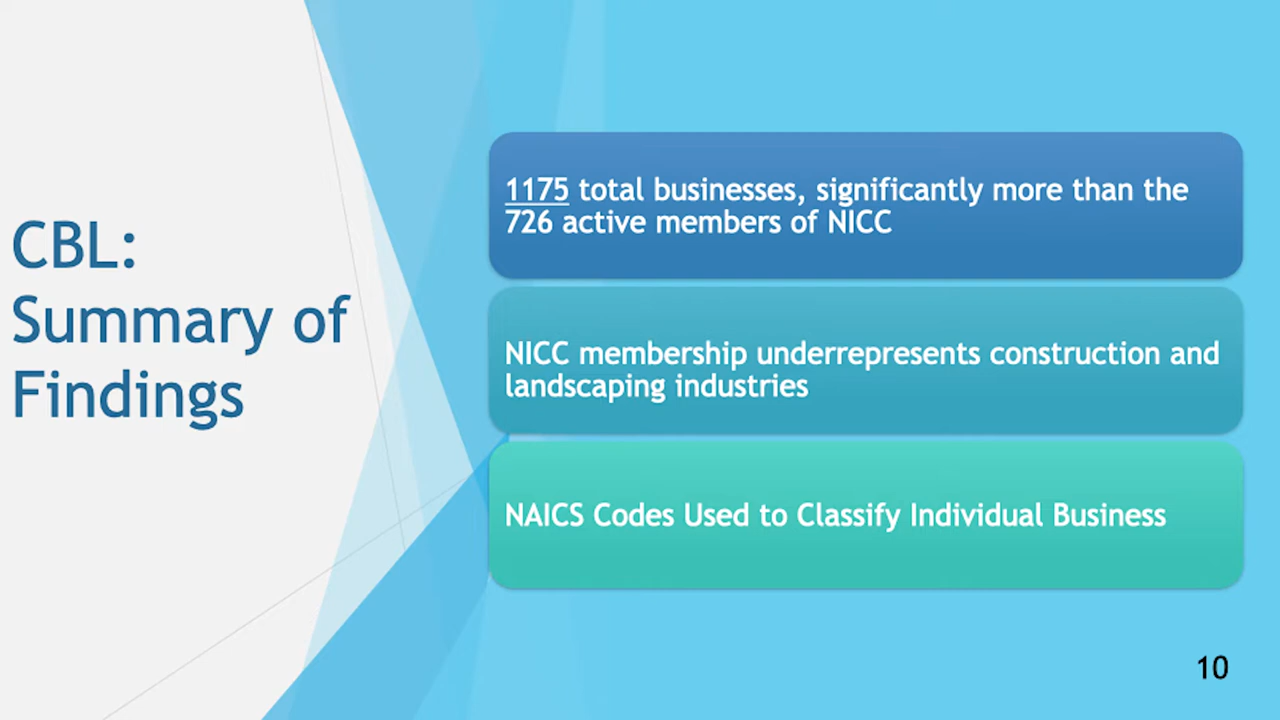 CBL:
Summary of
Findings
1175 total businesses, significantly more than the
726 active members of NICC
NICC membership underrepresents construction and
landscaping industries
NAICS Codes Used to Classify Individual Business
10